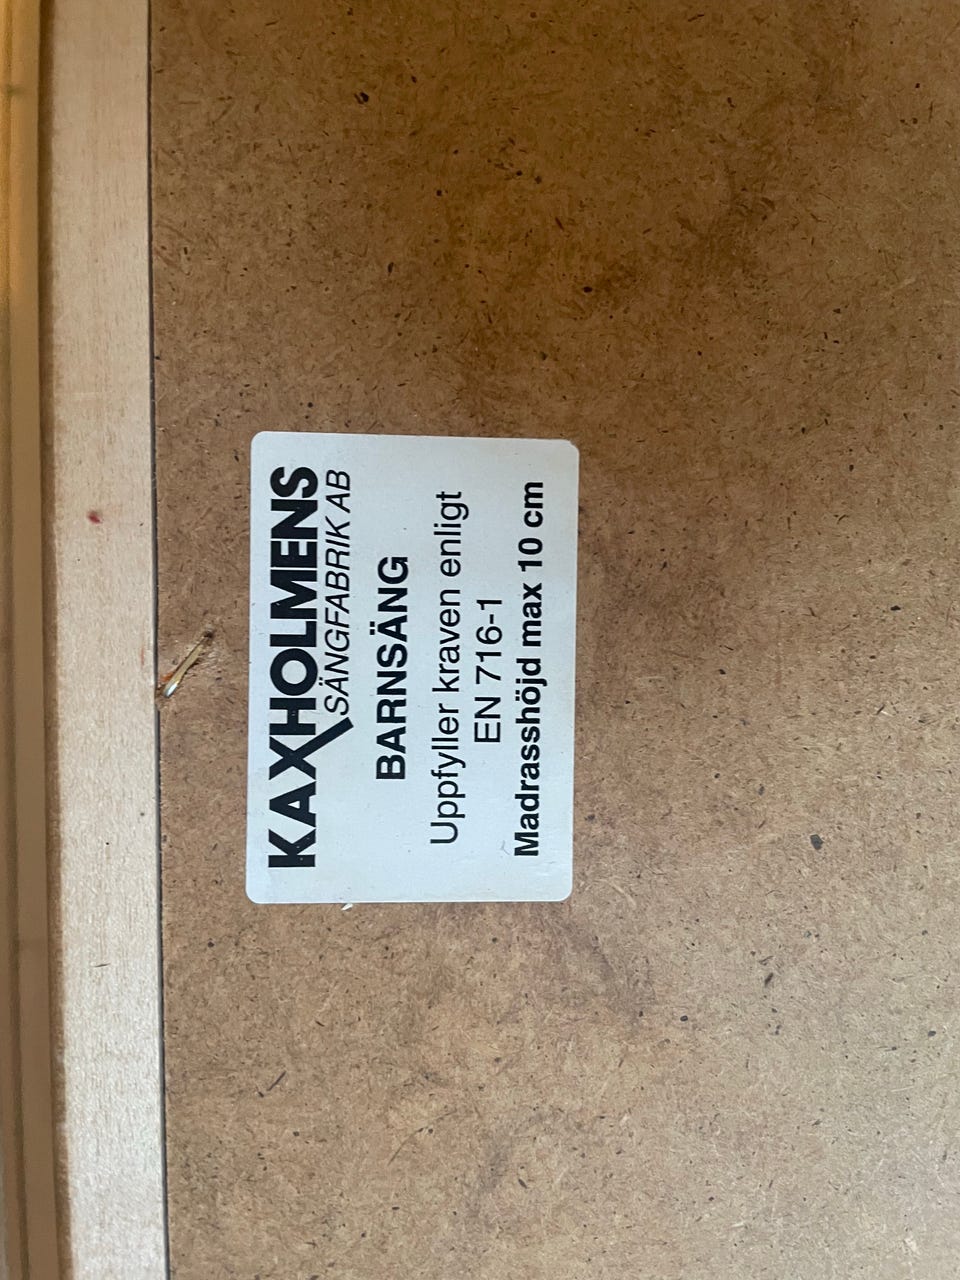 KAXHOLMENS
SÄNGFABRIK AB
BARNSÄNG
Uppfyller kraven enligt
EN 716-1
Madrasshöjd max 10 cm